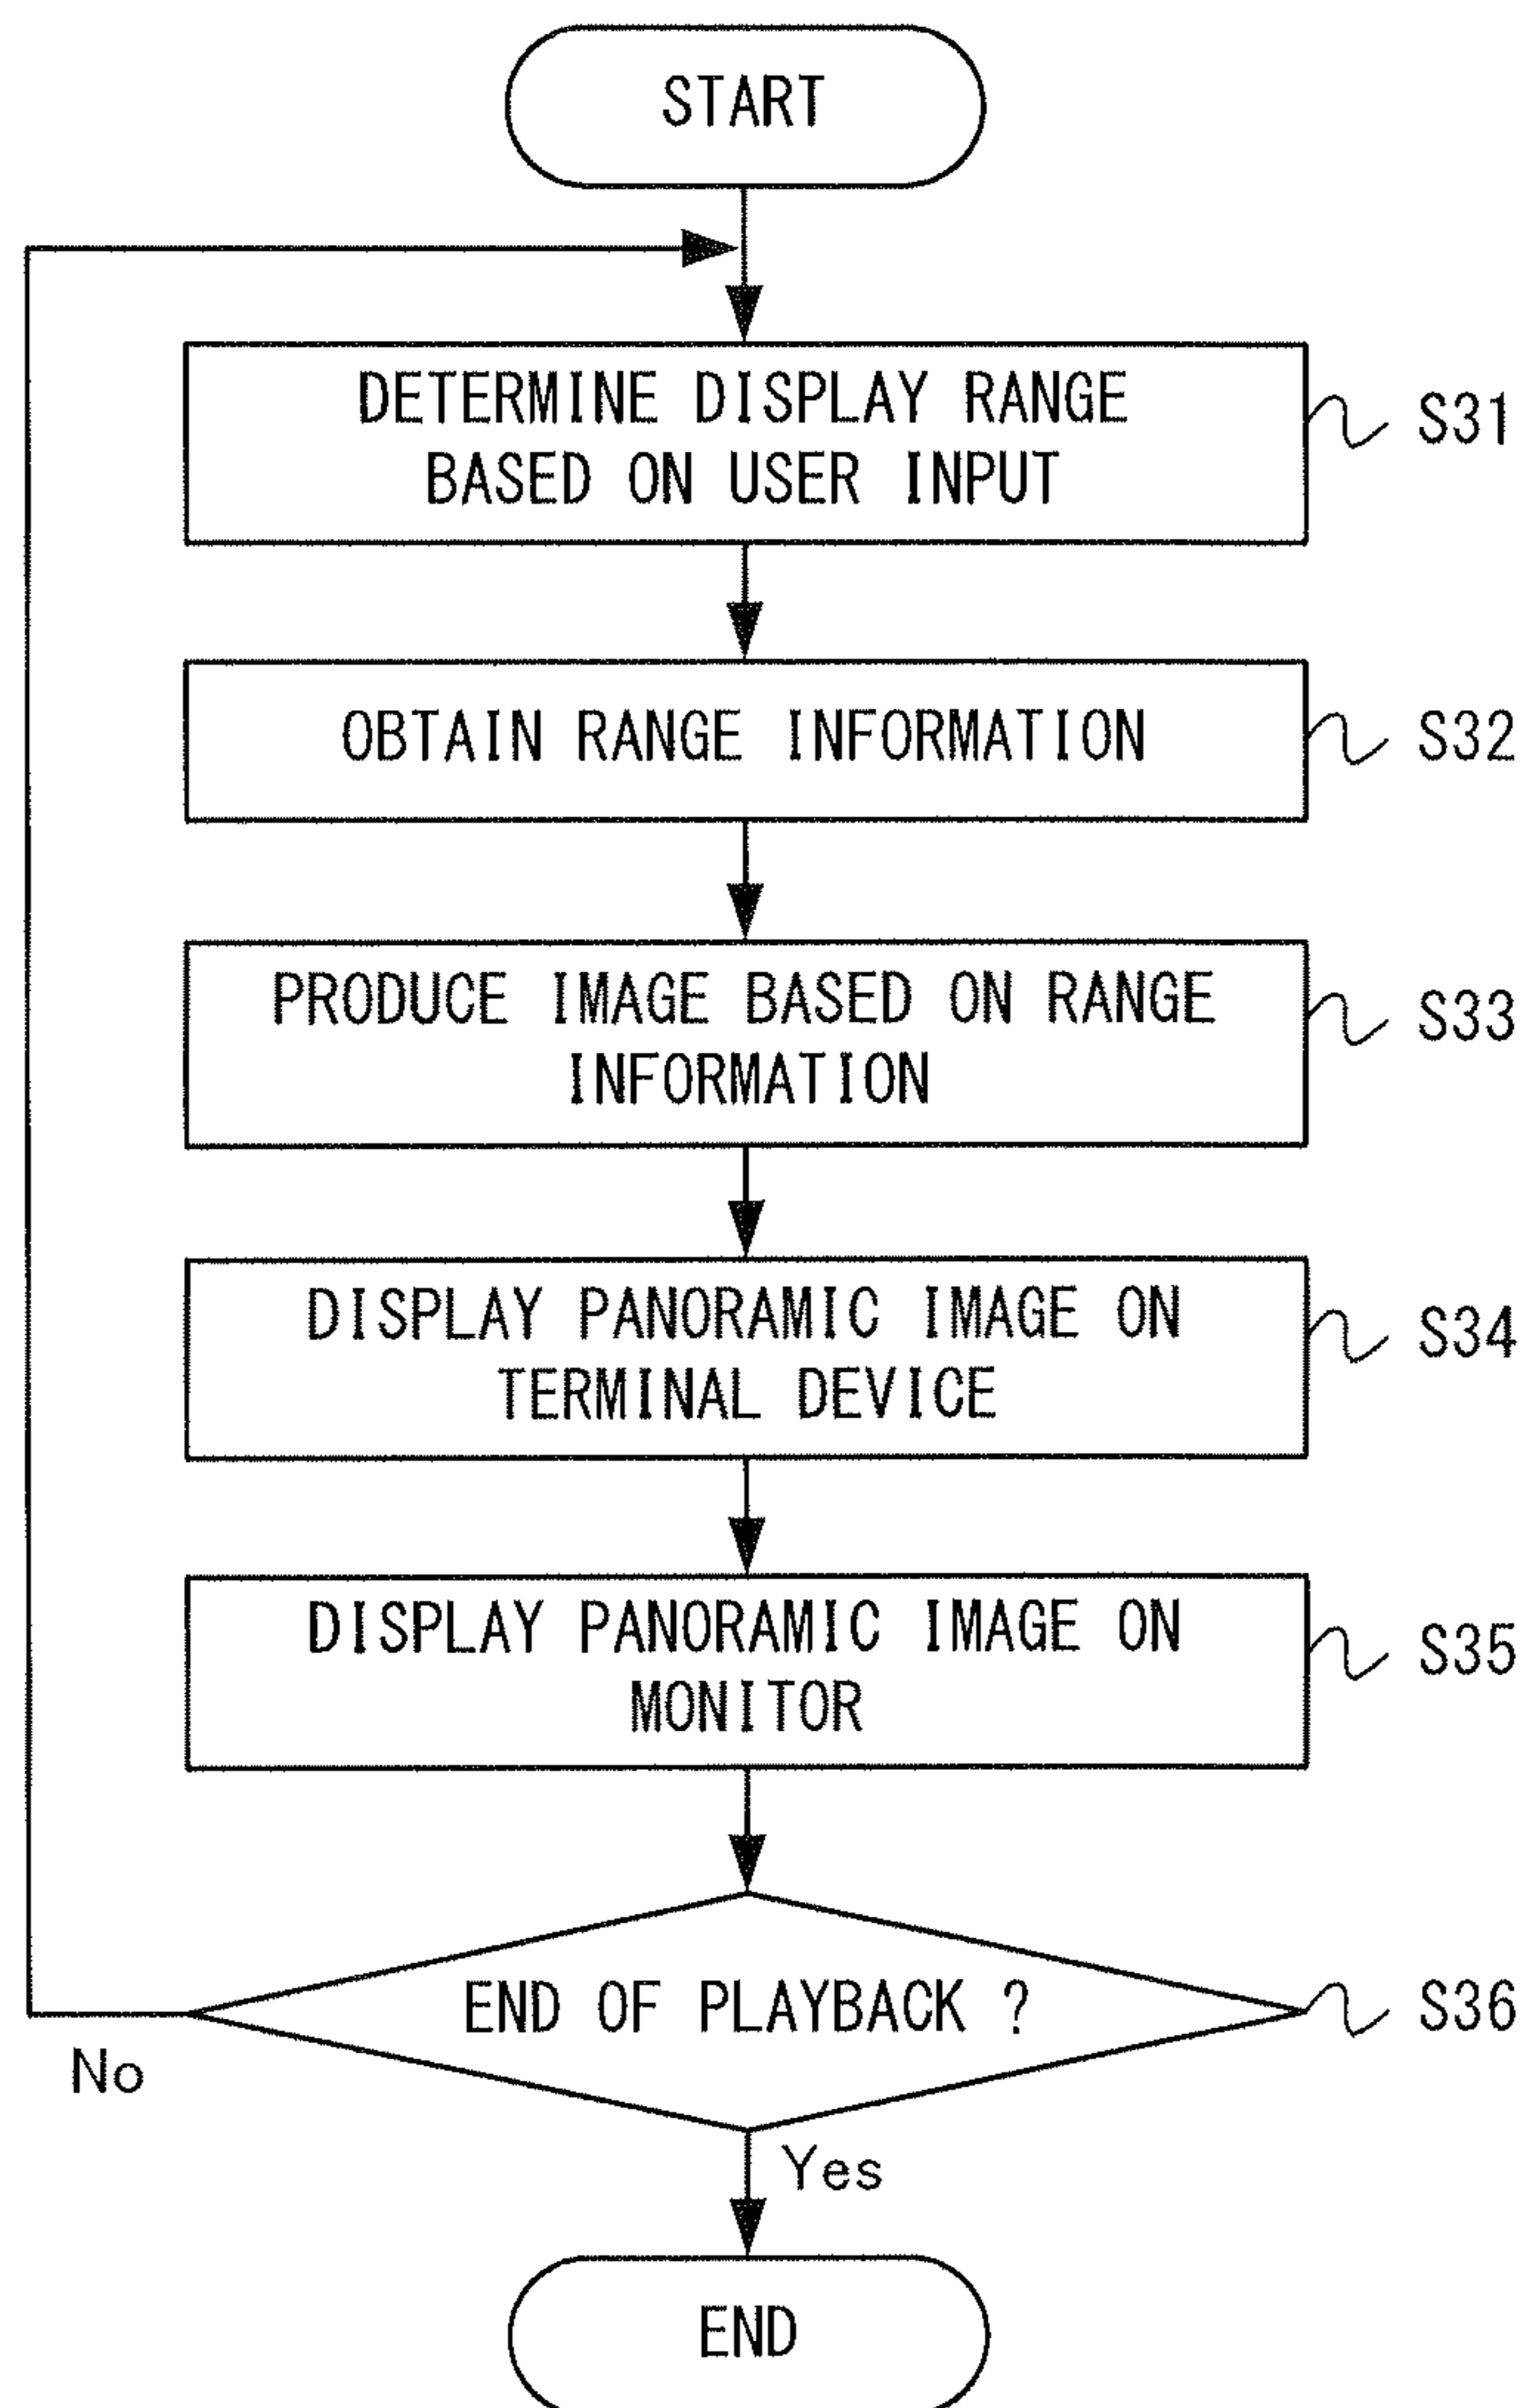 START
DETERMINE DISPLAY RANGE
BASED ON USER INPUT
S31
OBTAIN RANGE INFORMATION
S32
PRODUCE IMAGE BASED ON RANGE
INFORMATION
S33
DISPLAY PANORAMIC IMAGE ON
TERMINAL DEVICE
S34
DISPLAY PANORAMIC IMAGE ON
MONITOR
S35
END OF PLAYBACK ?
S36
No
Yes
END